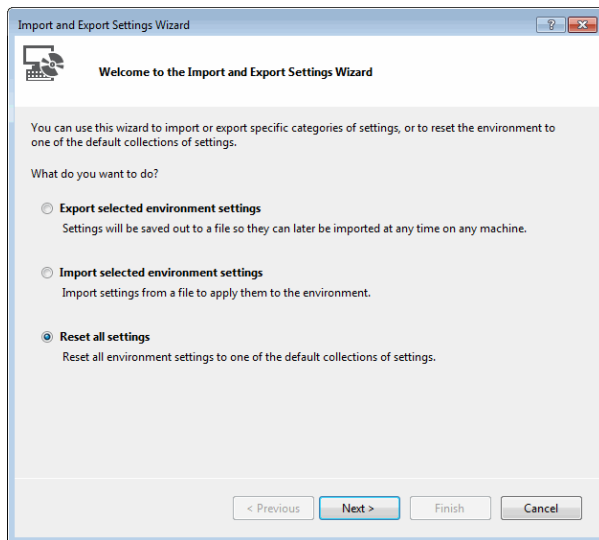 Import and Export Settings Wizard
?
Welcome to the Import and Export Settings Wizard
You can use this wizard to import or export specific categories of settings, or to reset the environment to
one of the default collections of settings.
What do you want to do?
Export selected environment settings
Settings will be saved out to a file so they can later be imported at any time on any machine.
Import selected environment settings
Import settings from a file to apply them to the environment.
Reset all settings
Reset all environment settings to one of the default collections of settings.
< Previous Next > Finish Cancel